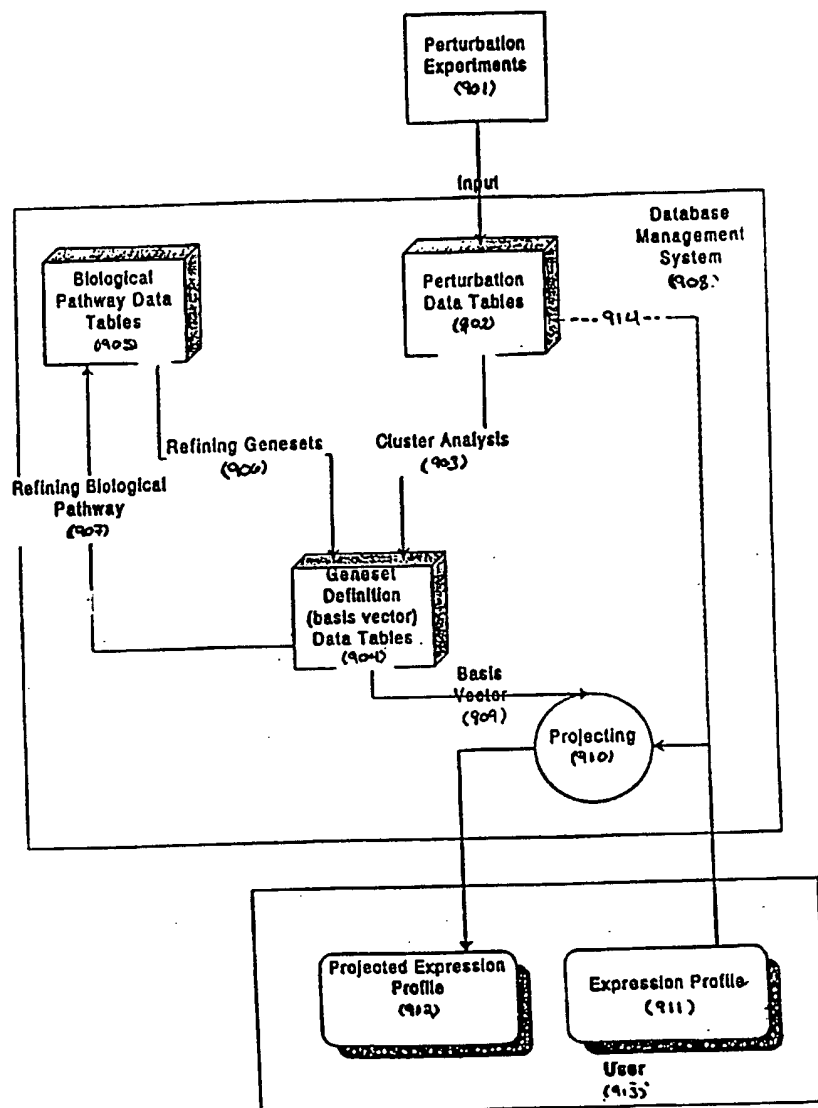 Perturbation
Experiments
(901)
Input
Database
Management
System
(908)
Biological
Pathway Data
Tables
(905)
Perturbation
Data Tables
(902)
---914---
Refining Genesets
(906)
Cluster Analysis
(903)
Refining Biological
Pathway
(907)
Geneset
Definition
(basis vector)
Data Tables
(904)
Basis
Vector
(909)
Projecting
(910)
Projected Expression
Profile
(912)
Expression Profile
(911)
User
(913)